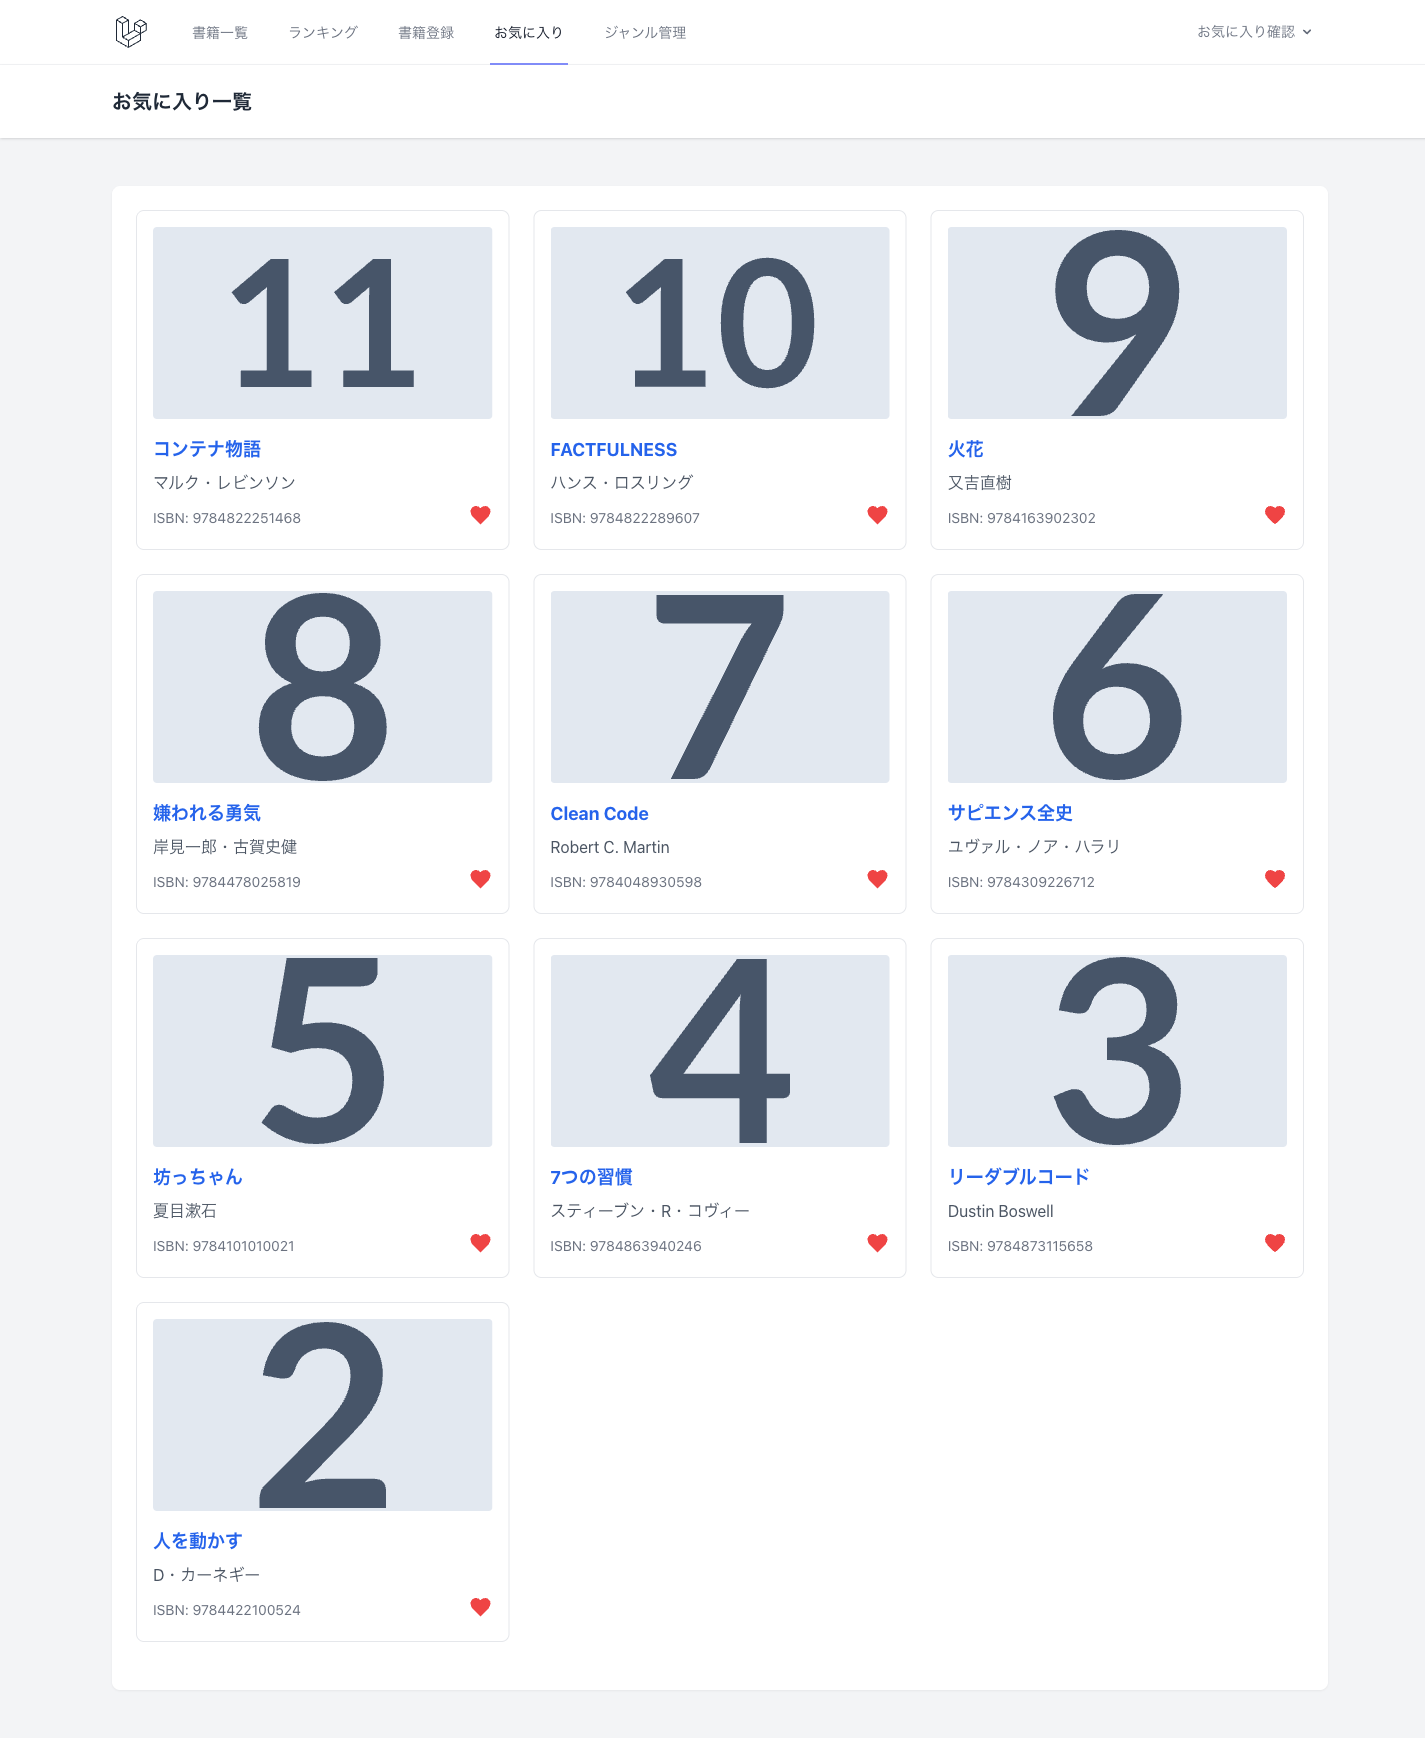 書籍一覧 ランキング 書籍登録 お気に入り ジャンル管理 お気に入り確認
お気に入り一覧
11
コンテナ物語
マルク・レビンソン
ISBN: 9784822251468
10
FACTFULNESS
ハンス・ロスリング
ISBN: 9784822289607
9
火花
又吉直樹
ISBN: 9784163902302
8
嫌われる勇気
岸見一郎・古賀史健
ISBN: 9784478025819
7
Clean Code
Robert C. Martin
ISBN: 9784048930598
6
サピエンス全史
ユヴァル・ノア・ハラリ
ISBN: 9784309226712
5
坊っちゃん
夏目漱石
ISBN: 9784101010021
4
7つの習慣
スティーブン・R・コヴィー
ISBN: 9784863940246
3
リーダブルコード
Dustin Boswell
ISBN: 9784873115658
2
人を動かす
D・カーネギー
ISBN: 9784422100524